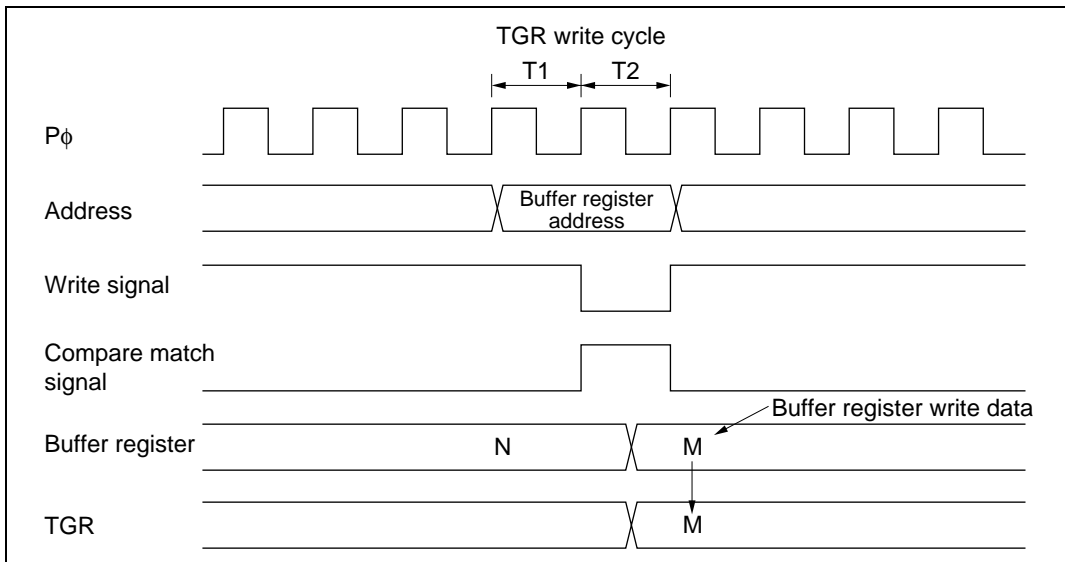 TGR write cycle
T1 T2
Pϕ
Address
Buffer register
address
Write signal
Compare match
signal
Buffer register write data
Buffer register
N M
TGR
M